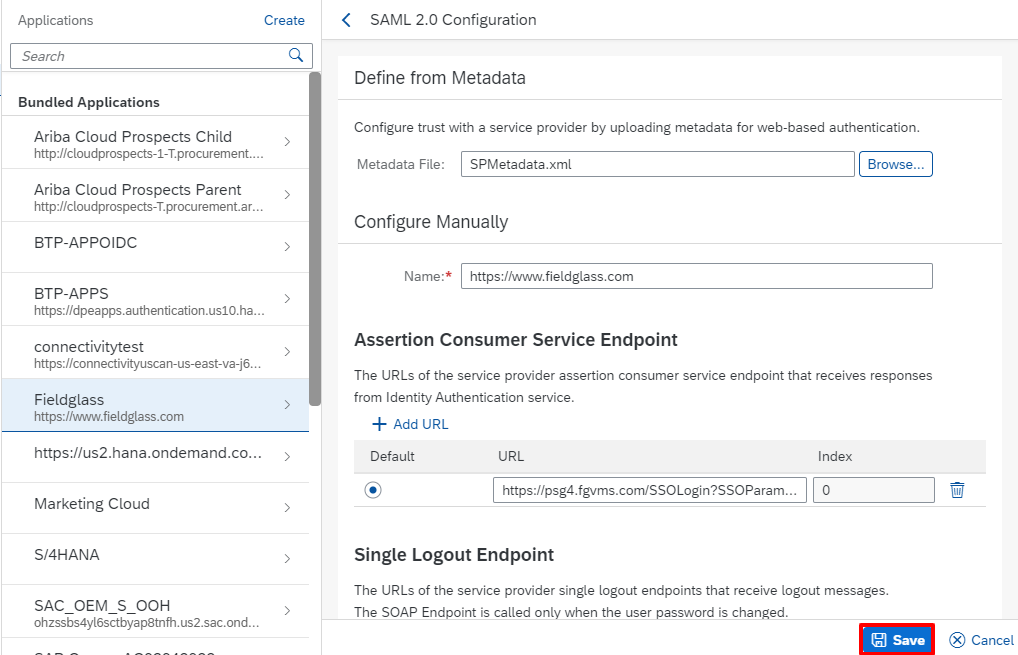 Applications
Create
Search
Bundled Applications
Ariba Cloud Prospects Child
http://cloudprospects-1-T.procurement....
Ariba Cloud Prospects Parent
http://cloudprospects-T.procurement.ar...
BTP-APPOIDC
BTP-APPS
https://dpeapps.authentication.us10.ha...
connectivitytest
https://connectivityuscan-us-east-va-j6...
Fieldglass
https://www.fieldglass.com
https://us2.hana.ondemand.co...
Marketing Cloud
S/4HANA
SAC_OEM_S_OOH
ohzssbs4yl6sctbyap8tnfh.us2.sac.ond...
SAML 2.0 Configuration
Define from Metadata
Configure trust with a service provider by uploading metadata for web-based authentication.
Metadata File:
SPMetadata.xml
Browse...
Configure Manually
Name:*
https://www.fieldglass.com
Assertion Consumer Service Endpoint
The URLs of the service provider assertion consumer service endpoint that receives responses
from Identity Authentication service.
Add URL
Default URL Index
https://psg4.fgvms.com/SSOLogin?SSOParam...
0
Single Logout Endpoint
The URLs of the service provider single logout endpoints that receive logout messages.
The SOAP Endpoint is called only when the user password is changed.
Save
Cancel